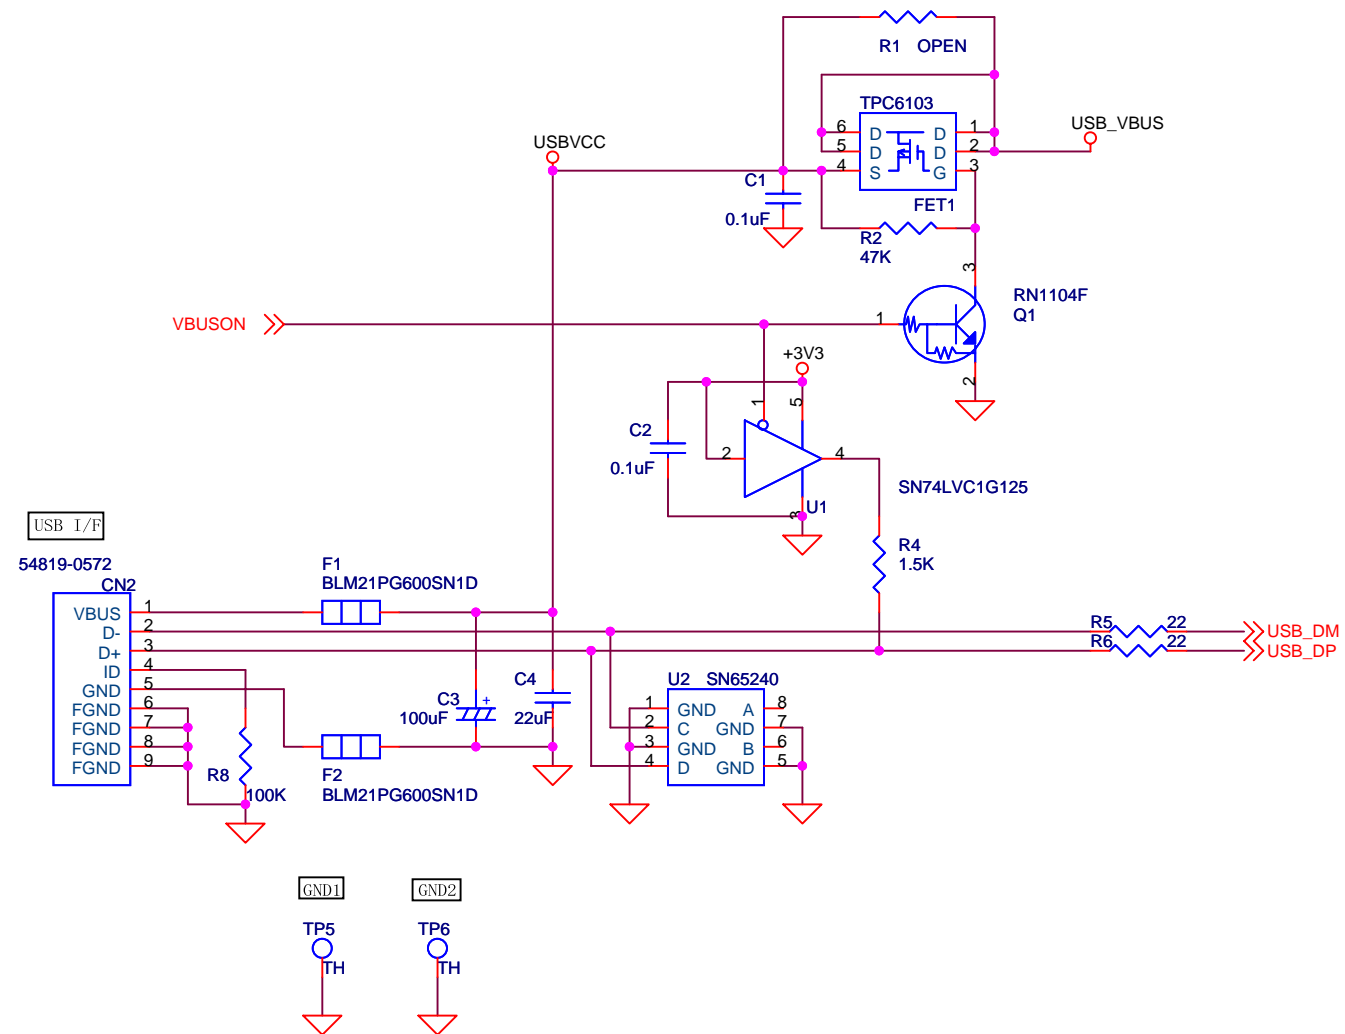 R1 OPEN
TPC6103
6 D D 1
5 D D 2
4 S G 3
FET1
USB_VBUS
USBVCC
C1
0.1uF
R2
47K
3
RN1104F
Q1
1
2
VBUSON
+3V3
1
5
C2
0.1uF
2
4
3
U1
SN74LVC1G125
R4
1.5K
USB I/F
54819-0572
CN2
VBUS 1
D- 2
D+ 3
ID 4
GND 5
FGND 6
FGND 7
FGND 8
FGND 9
F1
BLM21PG600SN1D
R8
100K
F2
BLM21PG600SN1D
C3
+
100uF
C4
22uF
U2 SN65240
1 GND A 8
2 C GND 7
3 GND B 6
4 D GND 5
R5 22
USB_DM
R6 22
USB_DP
GND1
GND2
TP5
TH
TP6
TH